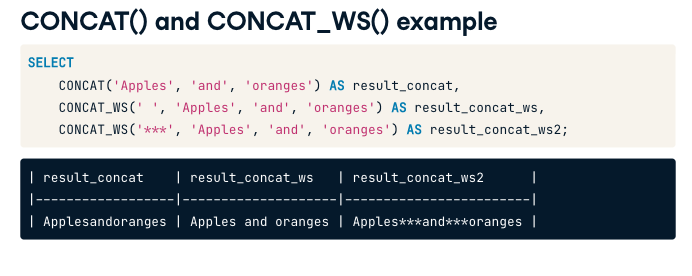 CONCAT() and CONCAT_WS() example
SELECT
    CONCAT('Apples', 'and', 'oranges') AS result_concat,
    CONCAT_WS(' ', 'Apples', 'and', 'oranges') AS result_concat_ws,
    CONCAT_WS('***', 'Apples', 'and', 'oranges') AS result_concat_ws2;
| result_concat    | result_concat_ws   | result_concat_ws2      |
|------------------|--------------------|------------------------|
| Applesandoranges | Apples and oranges | Apples***and***oranges |